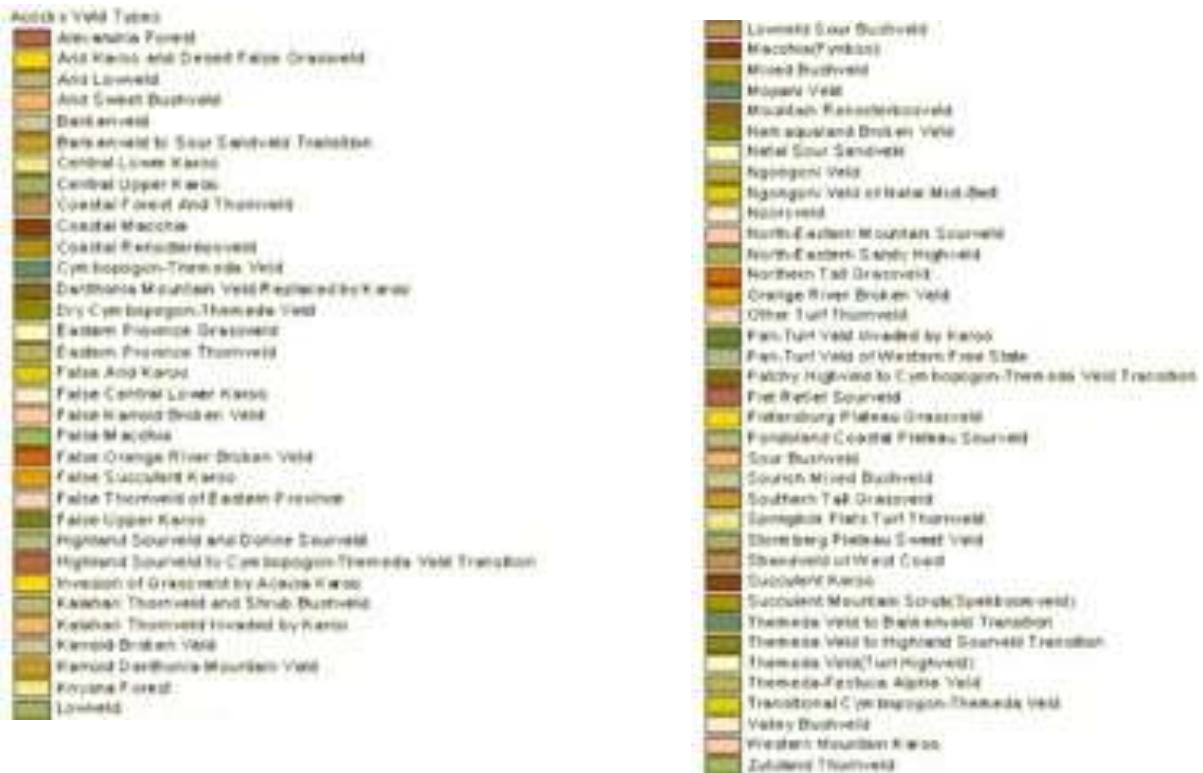 Acocks Veld Types
Alexandria Forest
Arid Karoo and Desert False Grassveld
Arid Lowveld
Arid Sweet Bushveld
Bankenveld
Bankenveld to Sour Sandveld Transition
Central Lower Karoo
Central Upper Karoo
Coastal Forest And Thornveld
Coastal Macchia
Coastal Renosterbosveld
Cymbopogon-Themeda Veld
Danthonia Mountain Veld Replaced by Karoo
Dry Cymbopogon-Themeda Veld
Eastern Province Grassveld
Eastern Province Thornveld
False Arid Karoo
False Central Lower Karoo
False Karroid Broken Veld
False Macchia
False Orange River Broken Veld
False Succulent Karoo
False Thornveld of Eastern Province
False Upper Karoo
Highland Sourveld and Dohne Sourveld
Highland Sourveld to Cymbopogon-Themeda Veld Transition
Invasion of Grassveld by Acacia Karoo
Kalahari Thornveld and Shrub Bushveld
Kalahari Thornveld Invaded by Karoo
Karroid Broken Veld
Karroid Danthonia Mountain Veld
Knysna Forest
Lowveld
Lowveld Sour Bushveld
Macchia(Fynbos)
Mixed Bushveld
Mopani Veld
Mountain Renosterbosveld
Namaqualand Broken Veld
Natal Sour Sandveld
Ngongoni Veld
Ngongoni Veld of Natal Mist-Belt
Noorsveld
North-Eastern Mountain Sourveld
North-Eastern Sandy Highveld
Northern Tall Grassveld
Orange River Broken Veld
Other Turf Thornveld
Pan-Turf Veld Invaded by Karoo
Pan-Turf Veld of Western Free State
Patchy Highveld to Cymbopogon-Themeda Veld Transition
Piet Retief Sourveld
Pietersburg Plateau Grassveld
Pondoland Coastal Plateau Sourveld
Sour Bushveld
Sourish Mixed Bushveld
Southern Tall Grassveld
Springbok Flats Turf Thornveld
Stormberg Plateau Sweet Veld
Strandveld of West Coast
Succulent Karoo
Succulent Mountain Scrub(Spekboomveld)
Themeda Veld to Bankenveld Transition
Themeda Veld to Highland Sourveld Transition
Themeda Veld(Turf Highveld)
Themeda-Festuca Alpine Veld
Transitional Cymbopogon-Themeda Veld
Valley Bushveld
Western Mountain Karoo
Zululand Thornveld